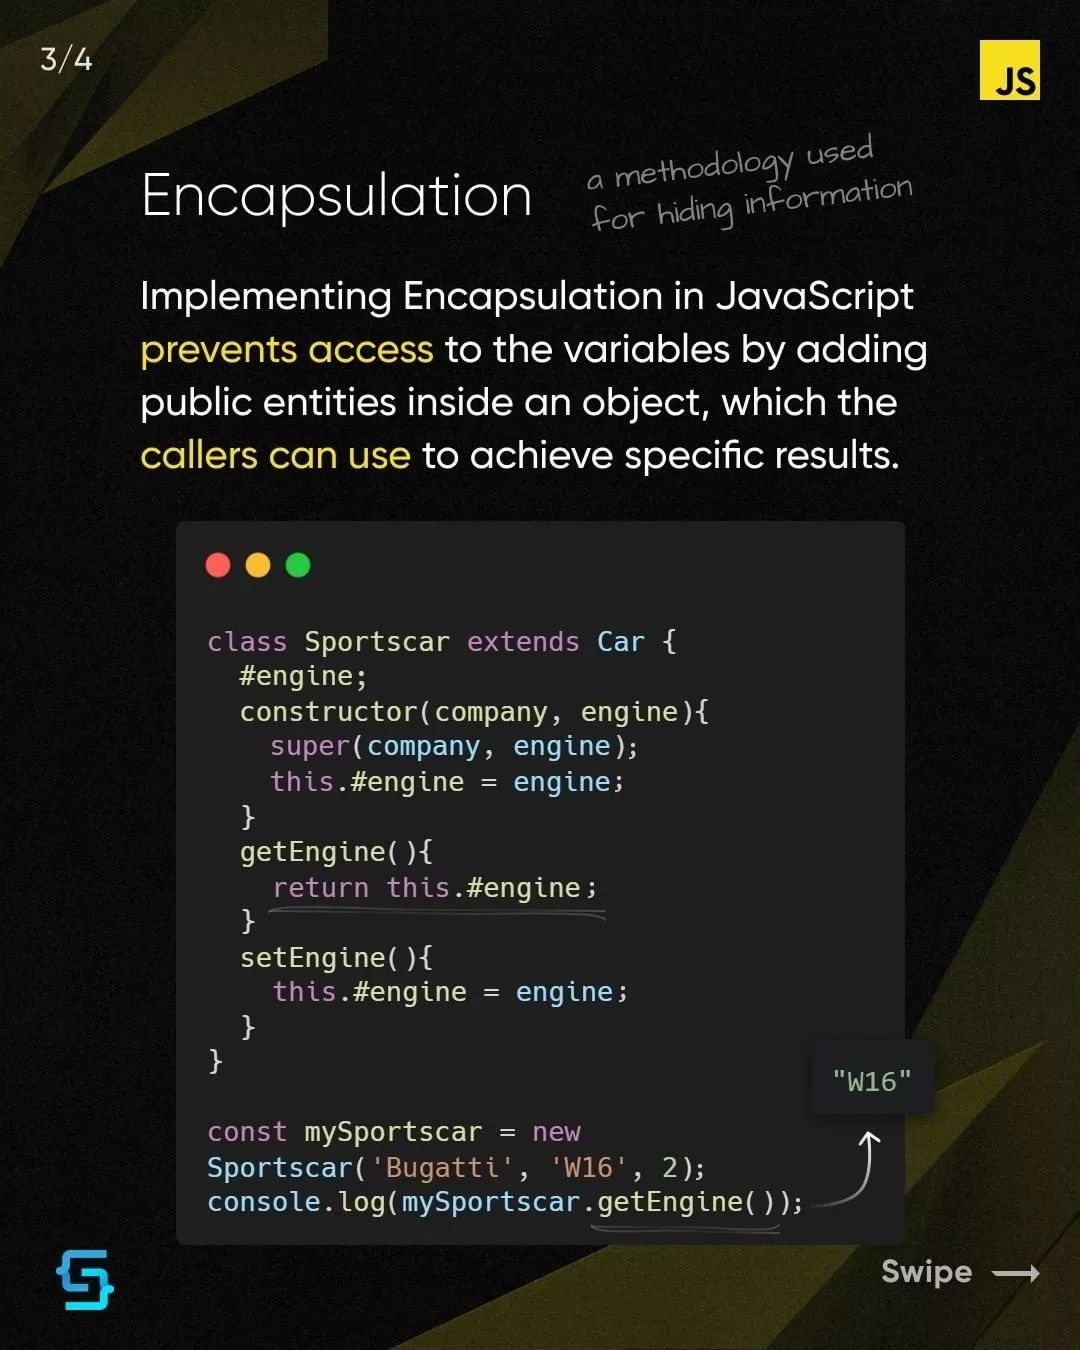 3/4
JS
Encapsulation
a methodology used
for hiding information
Implementing Encapsulation in JavaScript
prevents access to the variables by adding
public entities inside an object, which the
callers can use to achieve specific results.
class Sportscar extends Car {
  #engine;
  constructor(company, engine){
    super(company, engine);
    this.#engine = engine;
  }
  getEngine(){
    return this.#engine;
  }
  setEngine(){
    this.#engine = engine;
  }
}
"W16"
const mySportscar = new
Sportscar('Bugatti', 'W16', 2);
console.log(mySportscar.getEngine());
Swipe